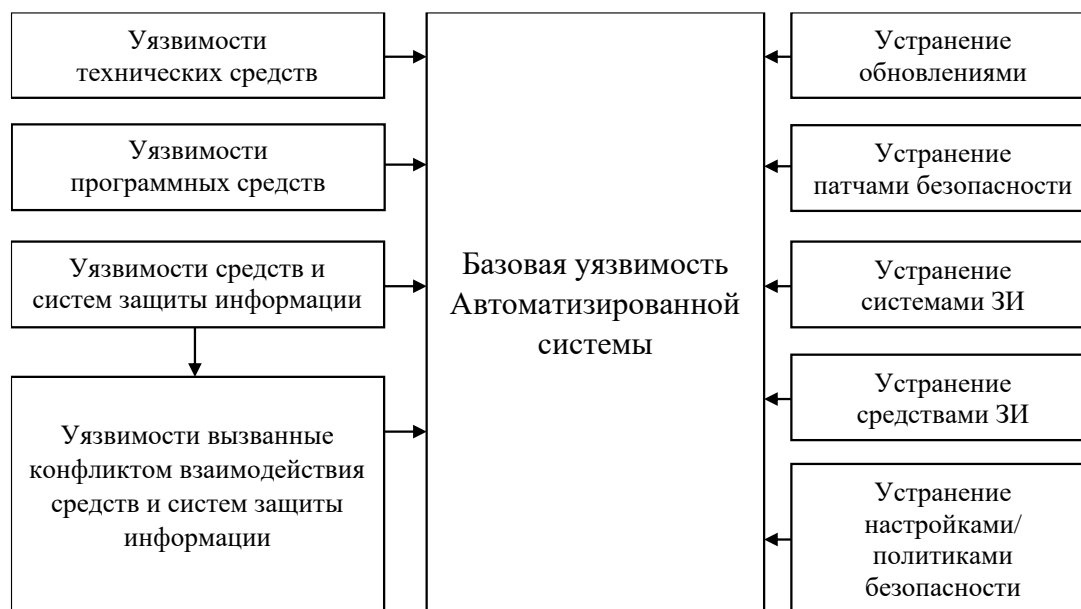 Уязвимости
технических средств
Уязвимости
программных средств
Уязвимости средств и
систем защиты информации
Уязвимости вызванные
конфликтом взаимодействия
средств и систем защиты
информации
Базовая уязвимость
Автоматизированной
системы
Устранение
обновлениями
Устранение
патчами безопасности
Устранение
системами ЗИ
Устранение
средствами ЗИ
Устранение
настройками/
политиками
безопасности